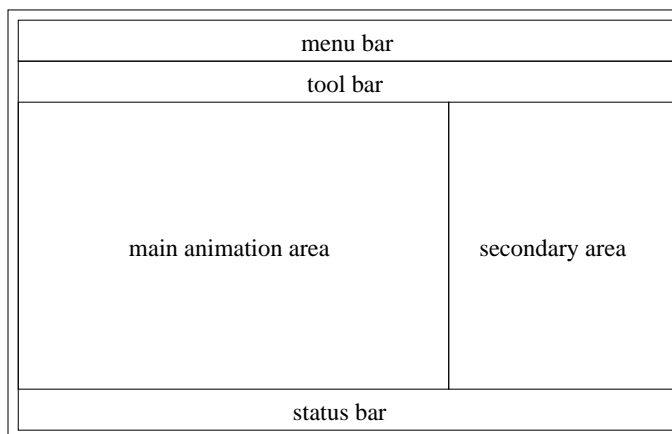 menu bar
tool bar
main animation area
secondary area
status bar